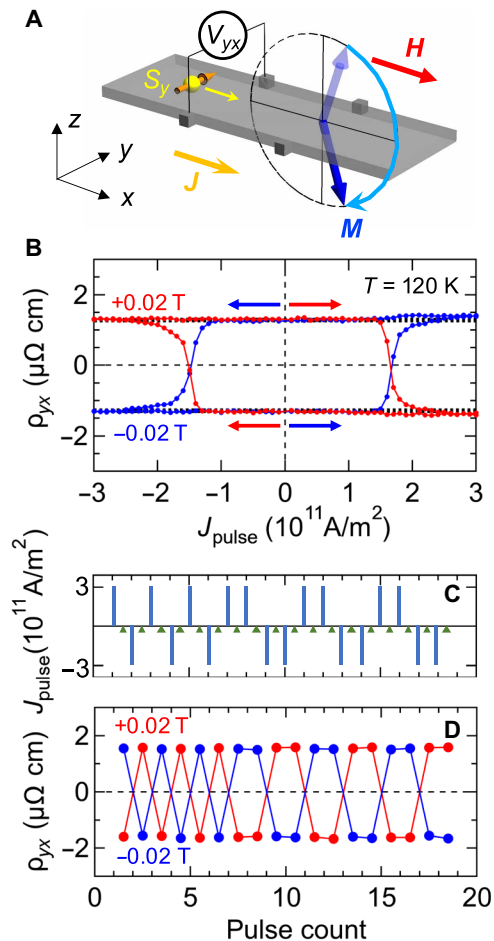 A
V_yx
H
S_y
z
y
x
J
M
B
+0.02 T
T = 120 K
ρ_yx (μΩ cm)
2
0
−2
−0.02 T
−3 −2 −1 0 1 2 3
J_pulse (10^11 A/m^2)
C
J_pulse(10^11 A/m^2)
3
−3
D
+0.02 T
ρ_yx (μΩ cm)
2
0
−2
−0.02 T
0 5 10 15 20
Pulse count